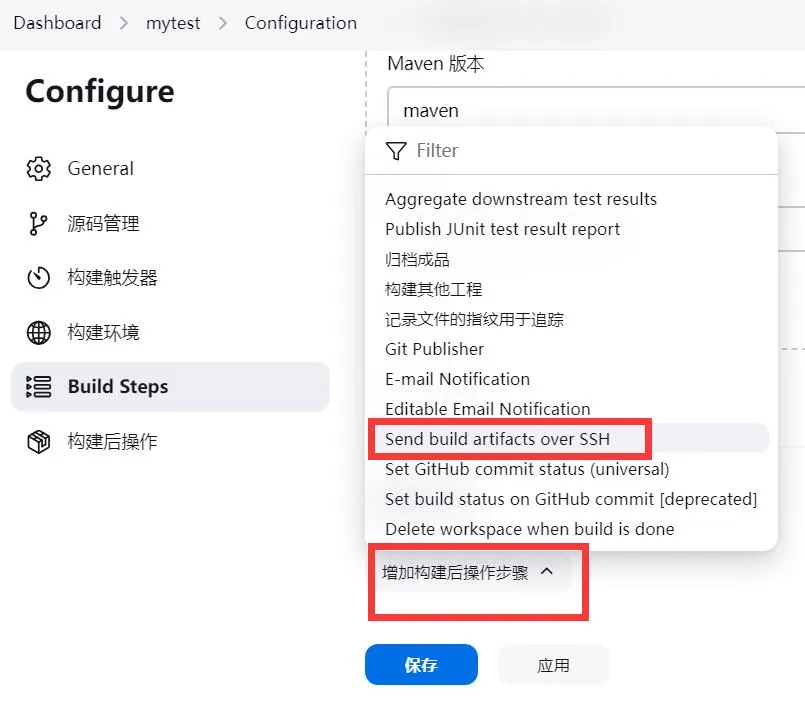 Dashboard > mytest > Configuration
Configure
General
源码管理
构建触发器
构建环境
Build Steps
构建后操作
Maven 版本
maven
Filter
Aggregate downstream test results
Publish JUnit test result report
归档成品
构建其他工程
记录文件的指纹用于追踪
Git Publisher
E-mail Notification
Editable Email Notification
Send build artifacts over SSH
Set GitHub commit status (universal)
Set build status on GitHub commit [deprecated]
Delete workspace when build is done
增加构建后操作步骤
保存
应用